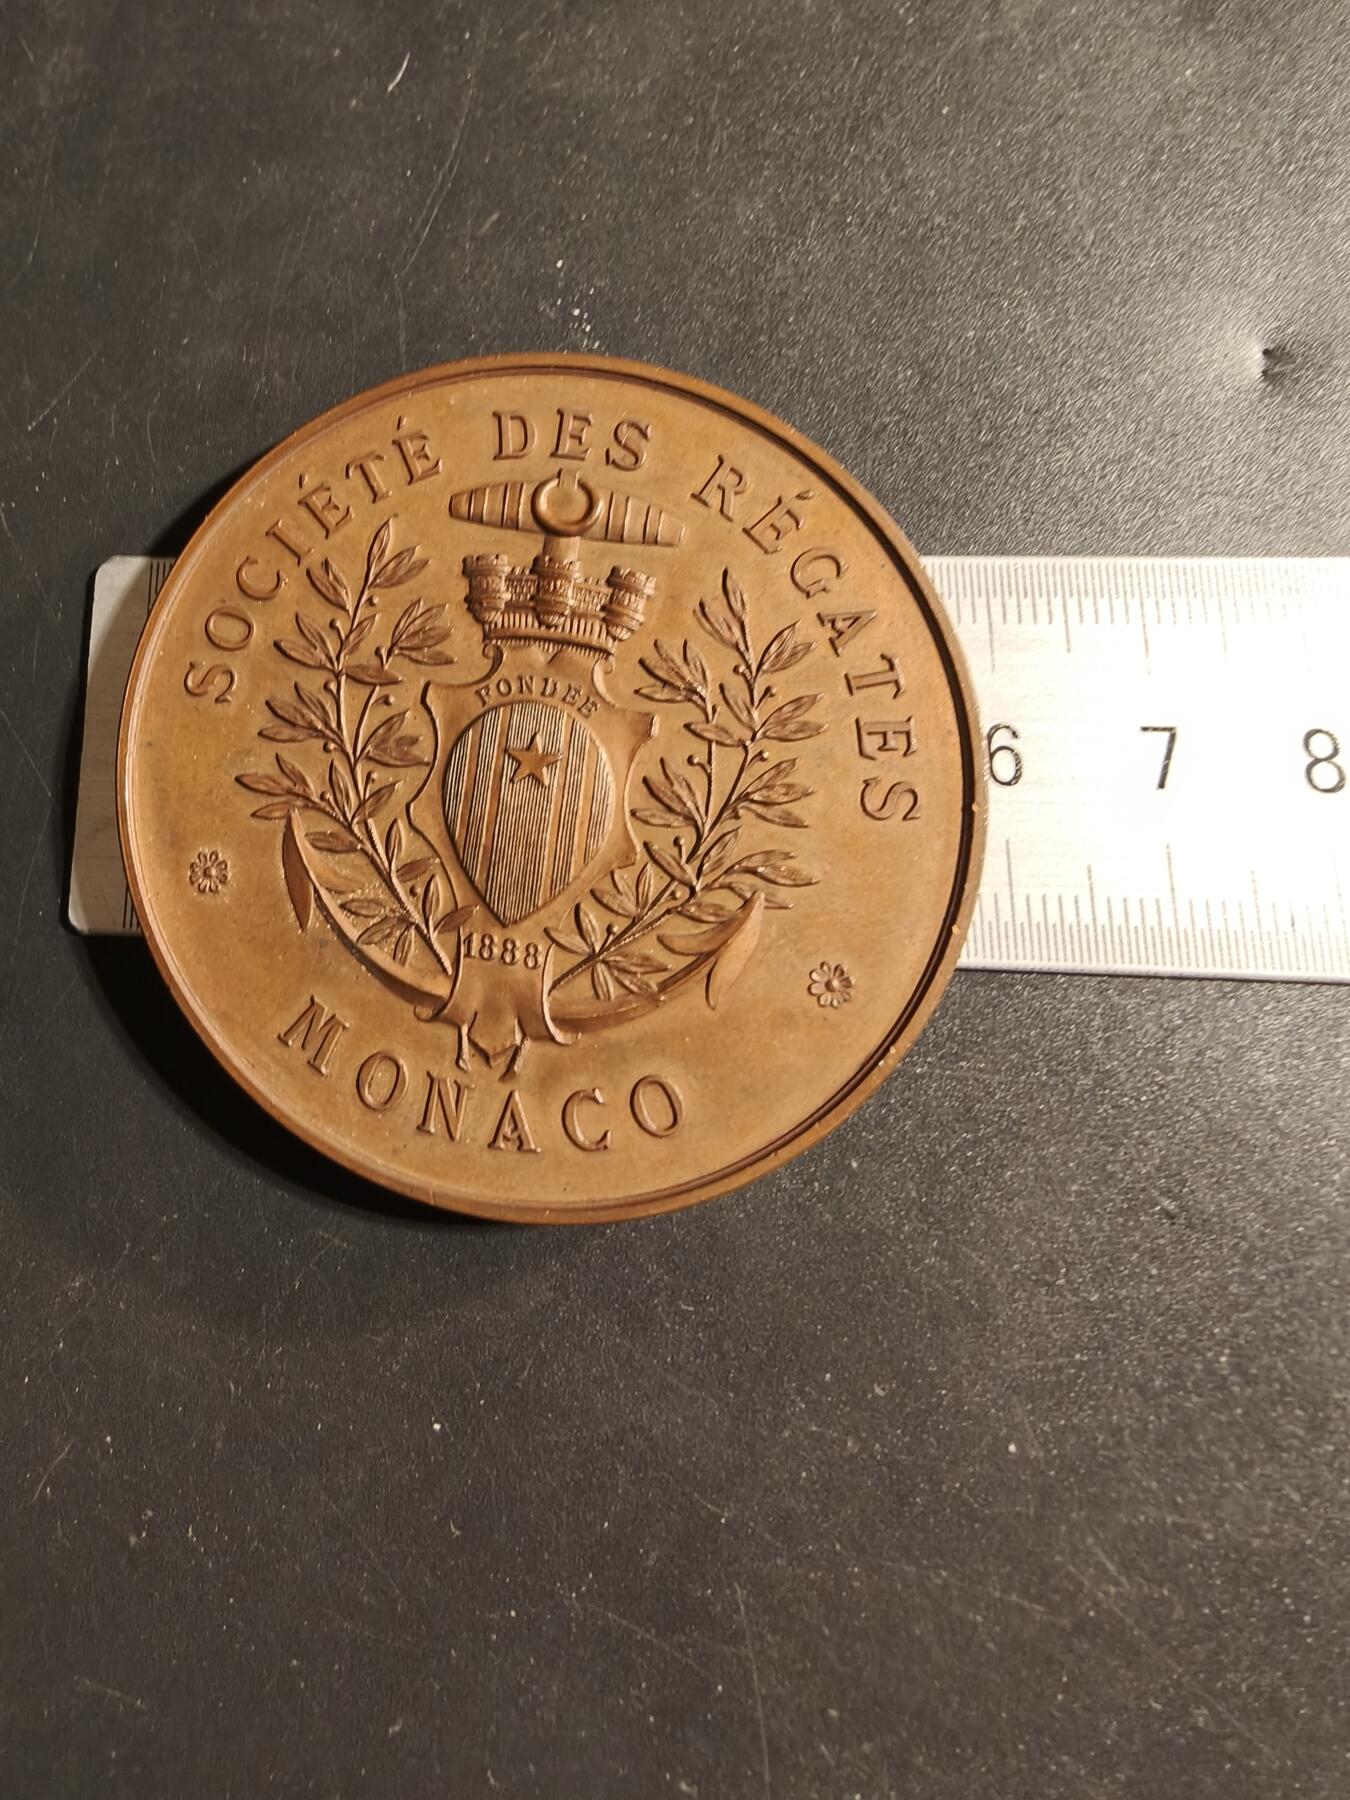 SOCIÉTÉ DES RÉGATES
FONDÉE
1888
MONACO
6 7 8